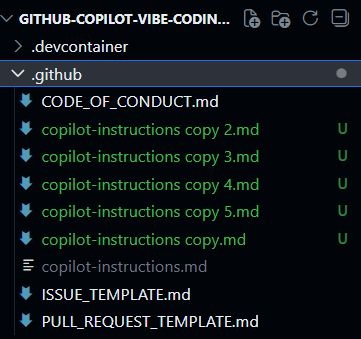 GITHUB-COPILOT-VIBE-CODIN...
.devcontainer
.github
CODE_OF_CONDUCT.md
copilot-instructions copy 2.md U
copilot-instructions copy 3.md U
copilot-instructions copy 4.md U
copilot-instructions copy 5.md U
copilot-instructions copy.md U
copilot-instructions.md
ISSUE_TEMPLATE.md
PULL_REQUEST_TEMPLATE.md